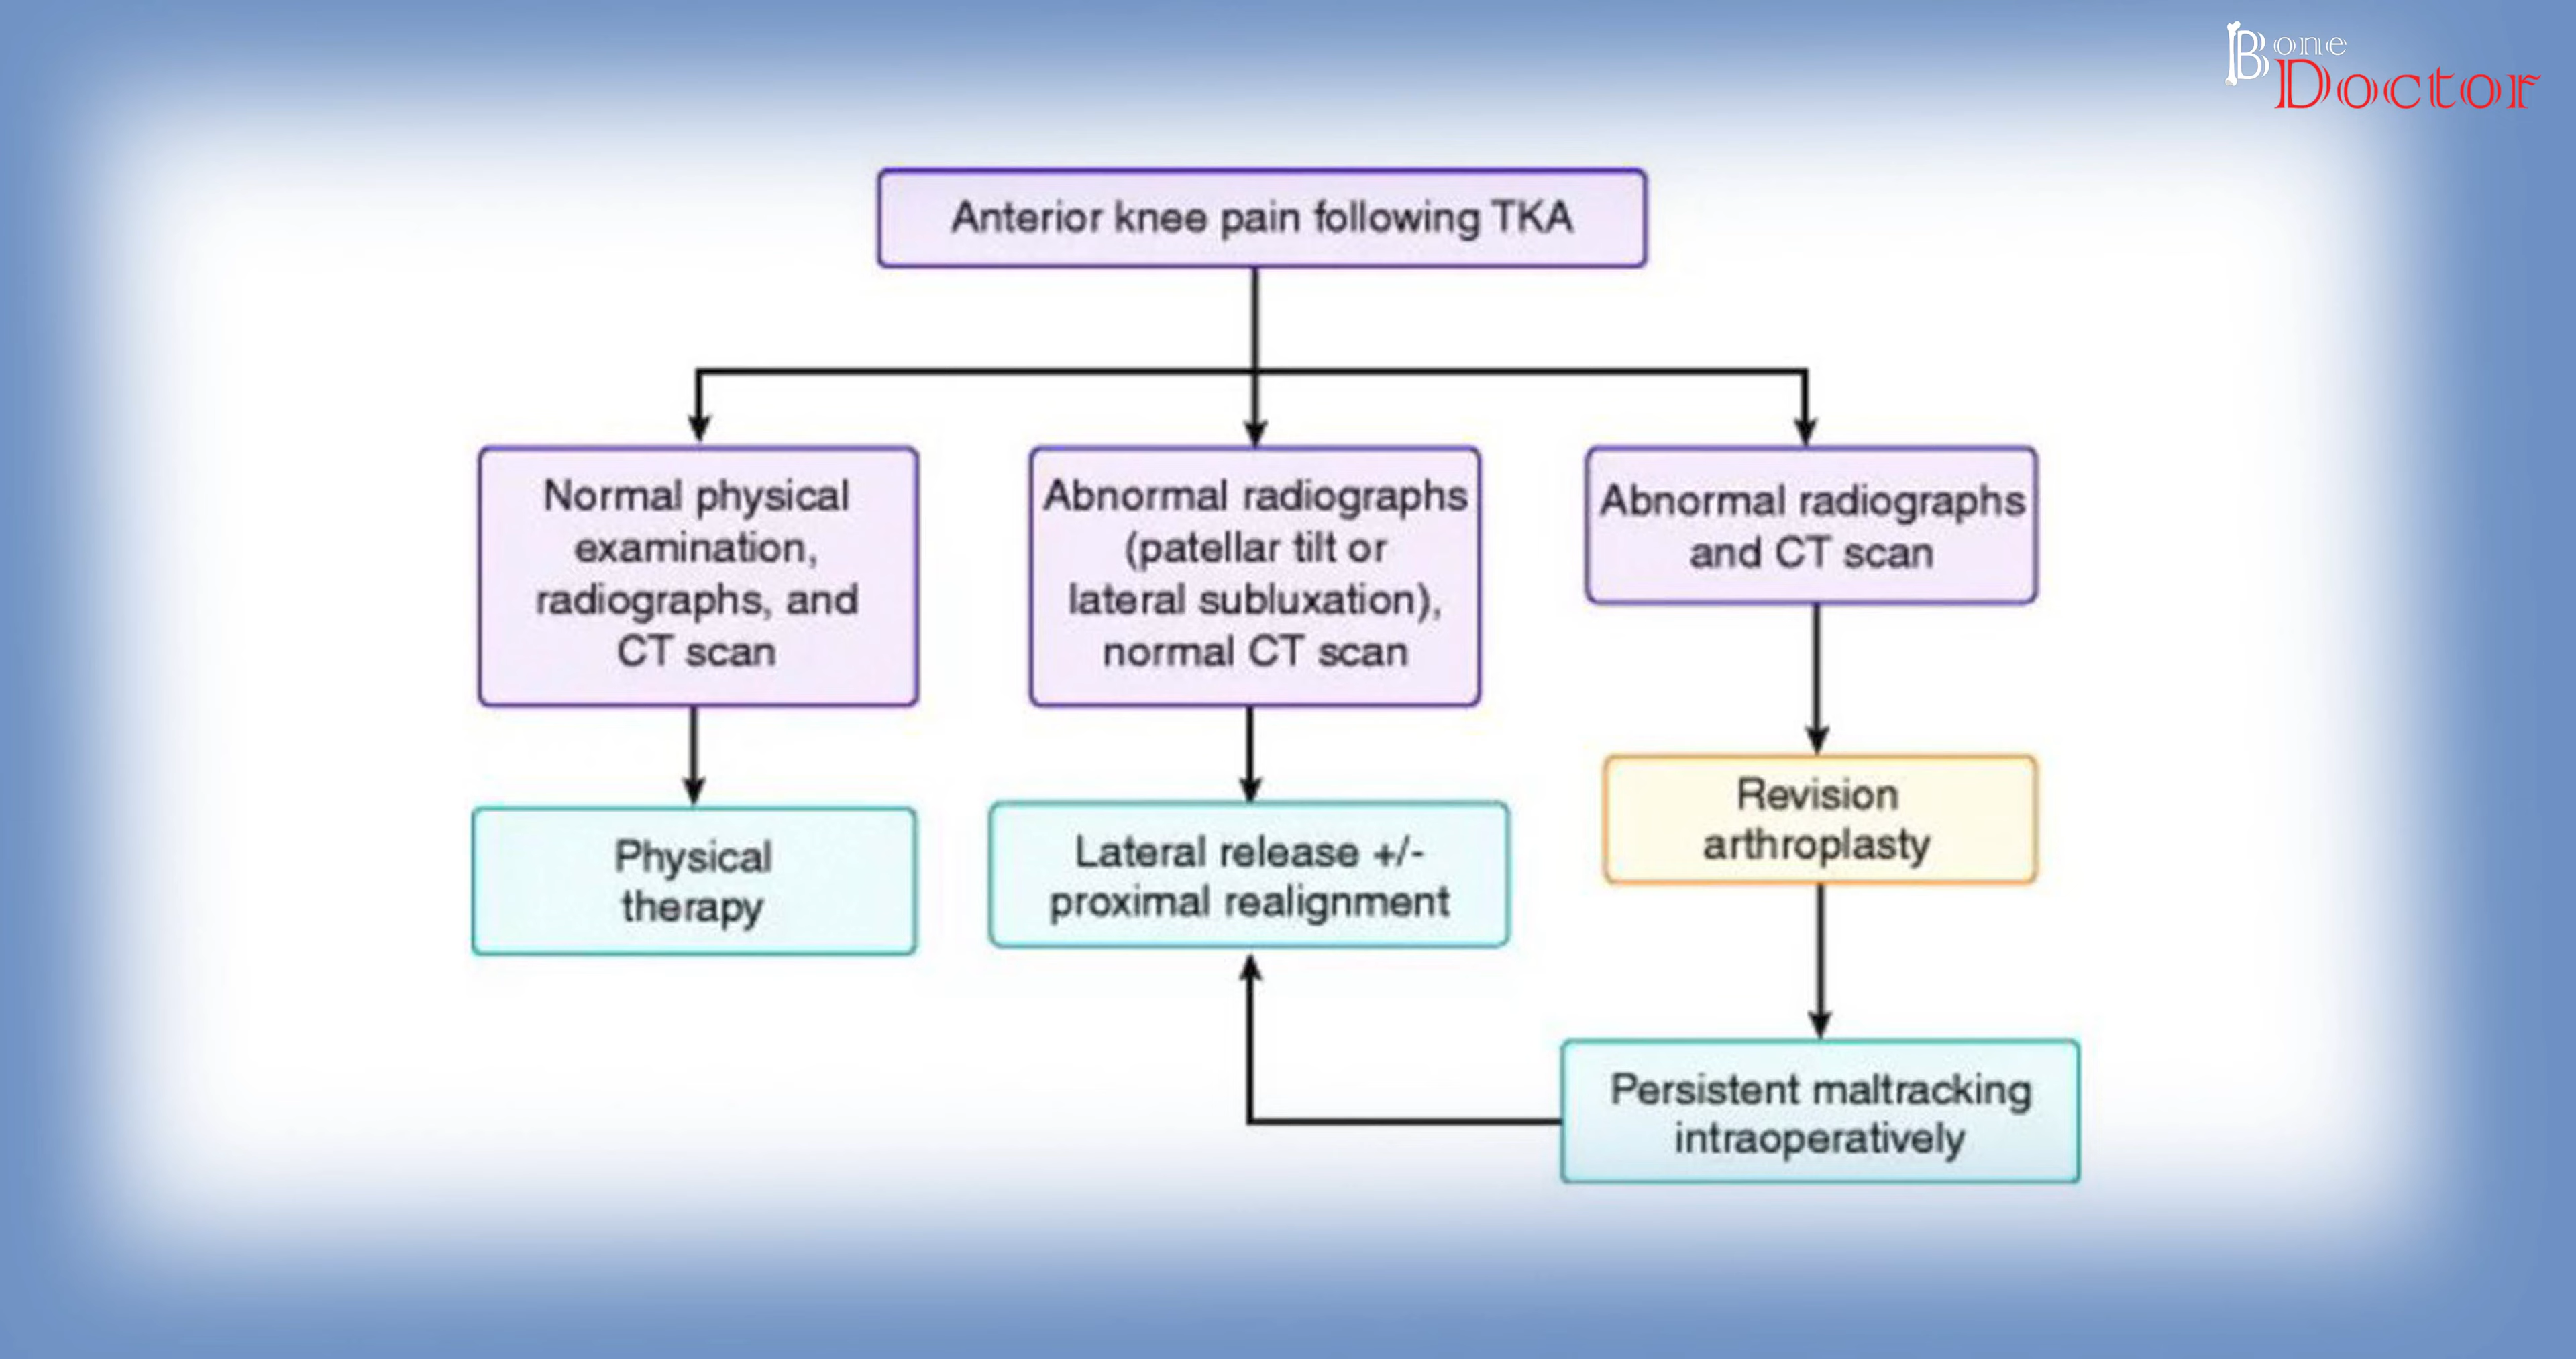 Bone
Doctor
Anterior knee pain following TKA
Normal physical
examination,
radiographs, and
CT scan
Abnormal radiographs
(patellar tilt or
lateral subluxation),
normal CT scan
Abnormal radiographs
and CT scan
Physical
therapy
Lateral release +/-
proximal realignment
Revision
arthroplasty
Persistent maltracking
intraoperatively